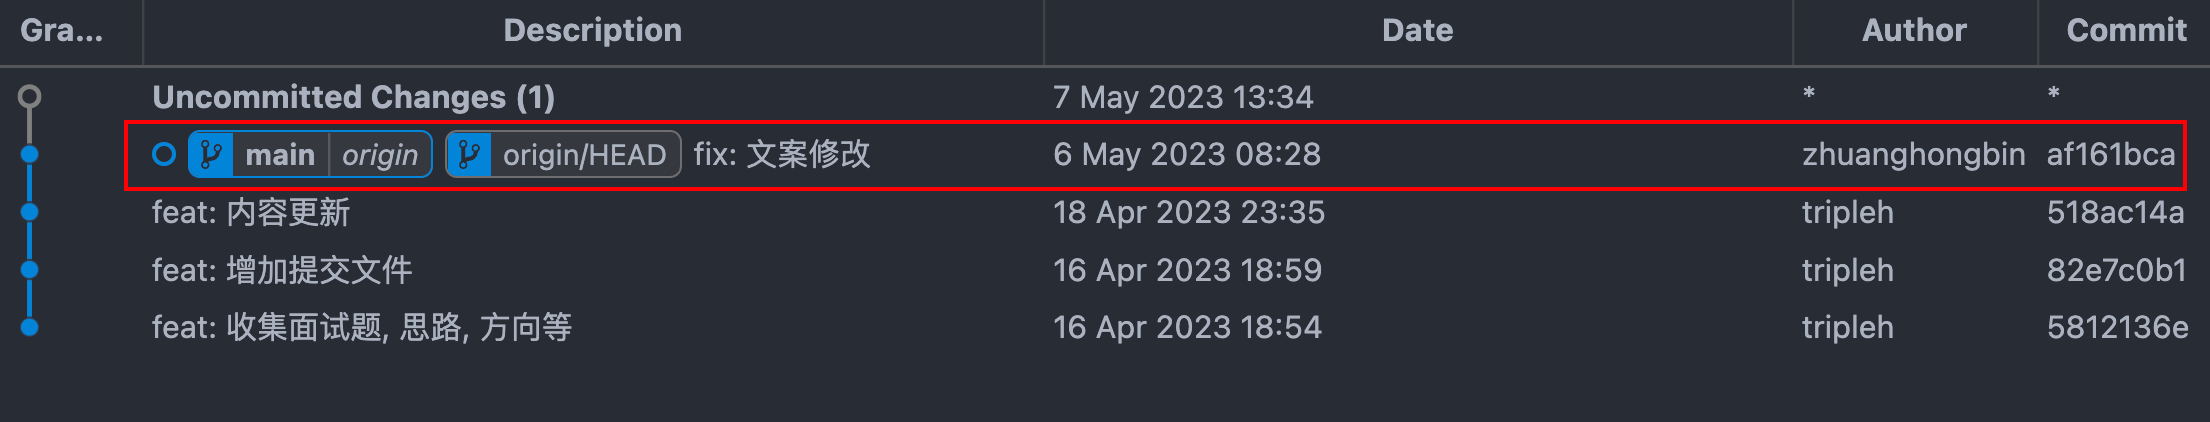 Gra... Description Date Author Commit
Uncommitted Changes (1) 7 May 2023 13:34 * *
main origin origin/HEAD fix: 文案修改 6 May 2023 08:28 zhuanghongbin af161bca
feat: 内容更新 18 Apr 2023 23:35 tripleh 518ac14a
feat: 增加提交文件 16 Apr 2023 18:59 tripleh 82e7c0b1
feat: 收集面试题, 思路, 方向等 16 Apr 2023 18:54 tripleh 5812136e